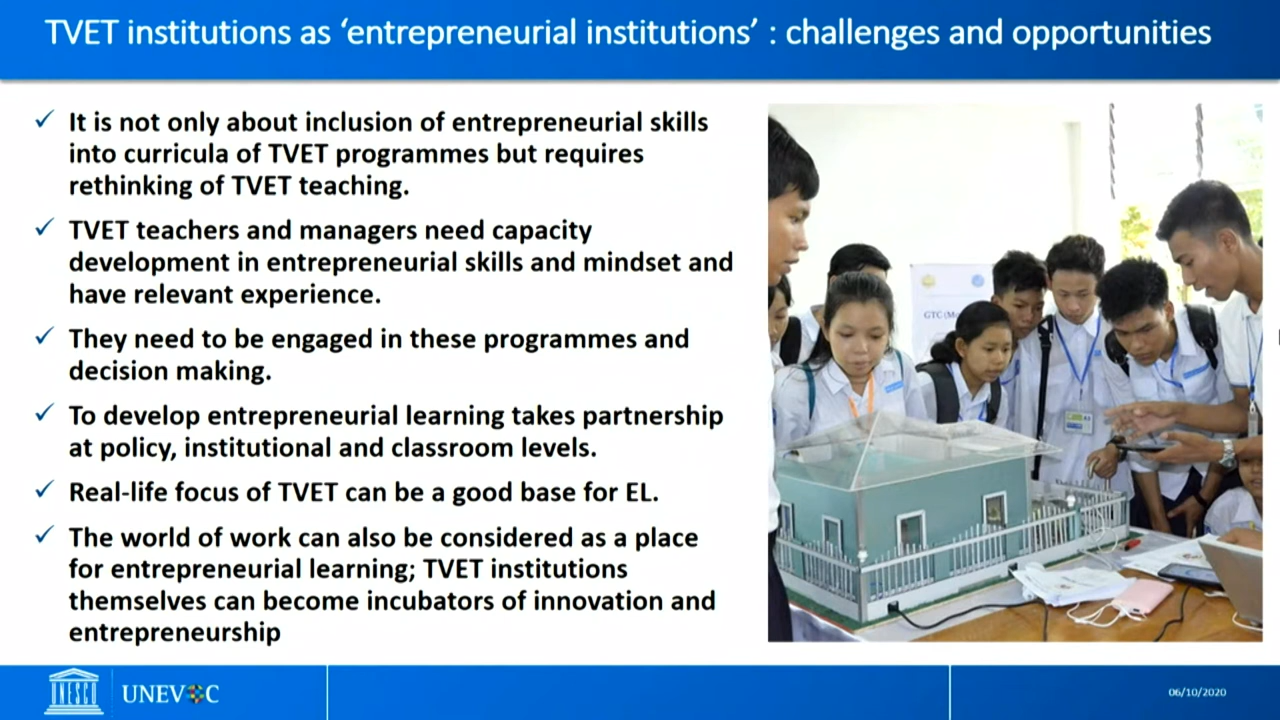 TVET institutions as ‘entrepreneurial institutions’ : challenges and opportunities
✓ It is not only about inclusion of entrepreneurial skills
into curricula of TVET programmes but requires
rethinking of TVET teaching.
✓ TVET teachers and managers need capacity
development in entrepreneurial skills and mindset and
have relevant experience.
✓ They need to be engaged in these programmes and
decision making.
✓ To develop entrepreneurial learning takes partnership
at policy, institutional and classroom levels.
✓ Real-life focus of TVET can be a good base for EL.
✓ The world of work can also be considered as a place
for entrepreneurial learning; TVET institutions
themselves can become incubators of innovation and
entrepreneurship
GTC
UNESCO
UNEVOC
06/10/2020